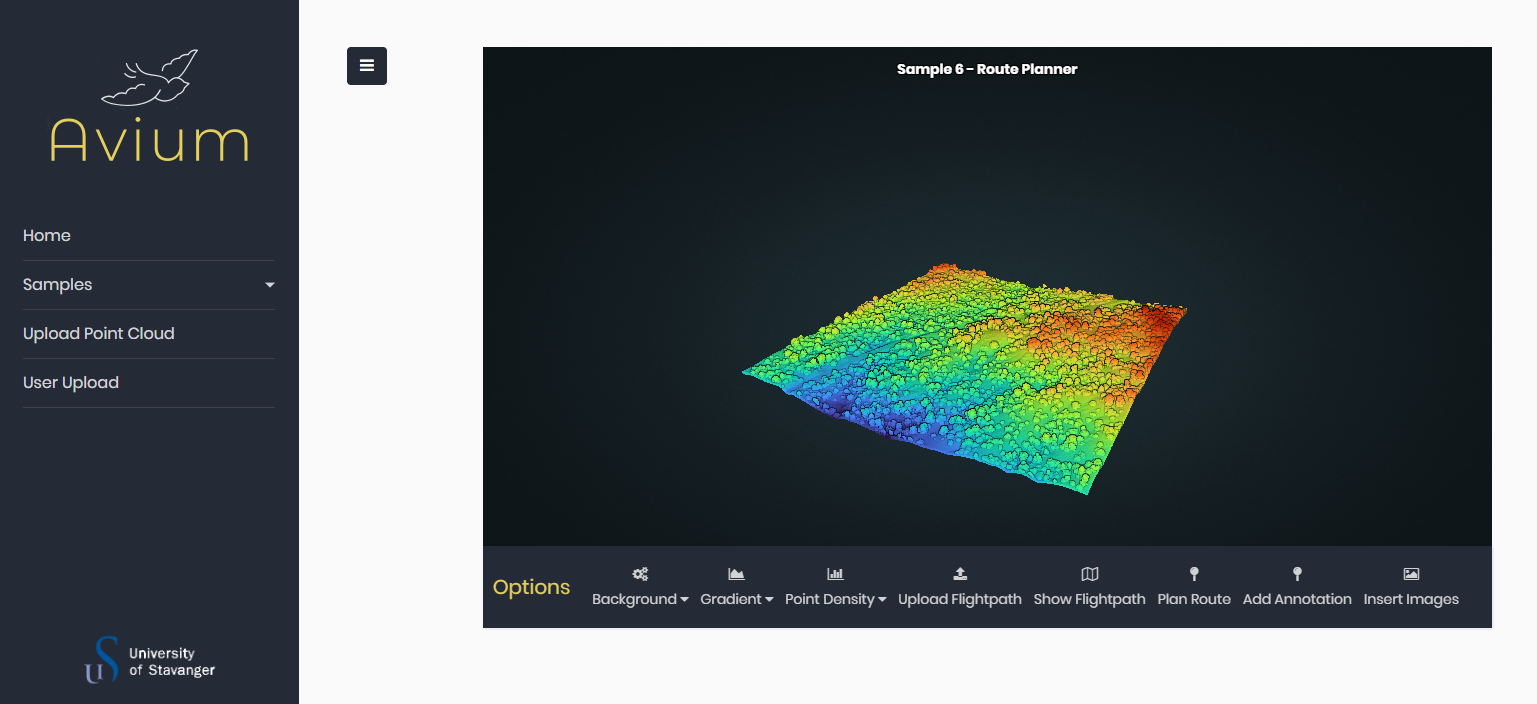 Avium
Home
Samples
Upload Point Cloud
User Upload
US University
of Stavanger
Sample 6 - Route Planner
Options
Background
Gradient
Point Density
Upload Flightpath
Show Flightpath
Plan Route
Add Annotation
Insert Images